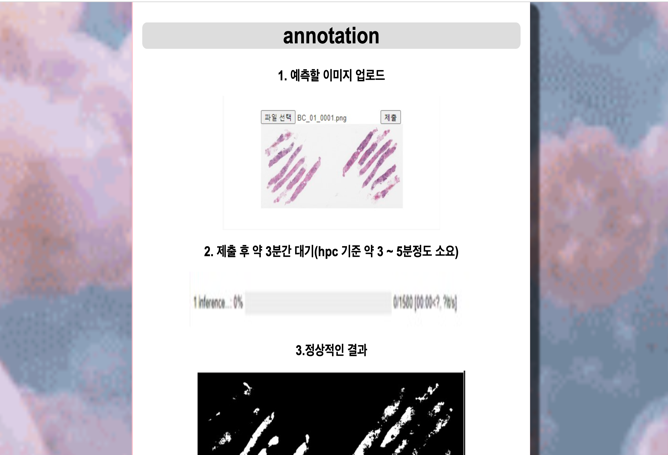 annotation
1. 예측할 이미지 업로드
파일 선택 BC_01_0001.png 제출
2. 제출 후 약 3분간 대기(hpc 기준 약 3 ~ 5분정도 소요)
1 inference...: 0% 0/1580 [00:00<?, ?it/s]
3.정상적인 결과